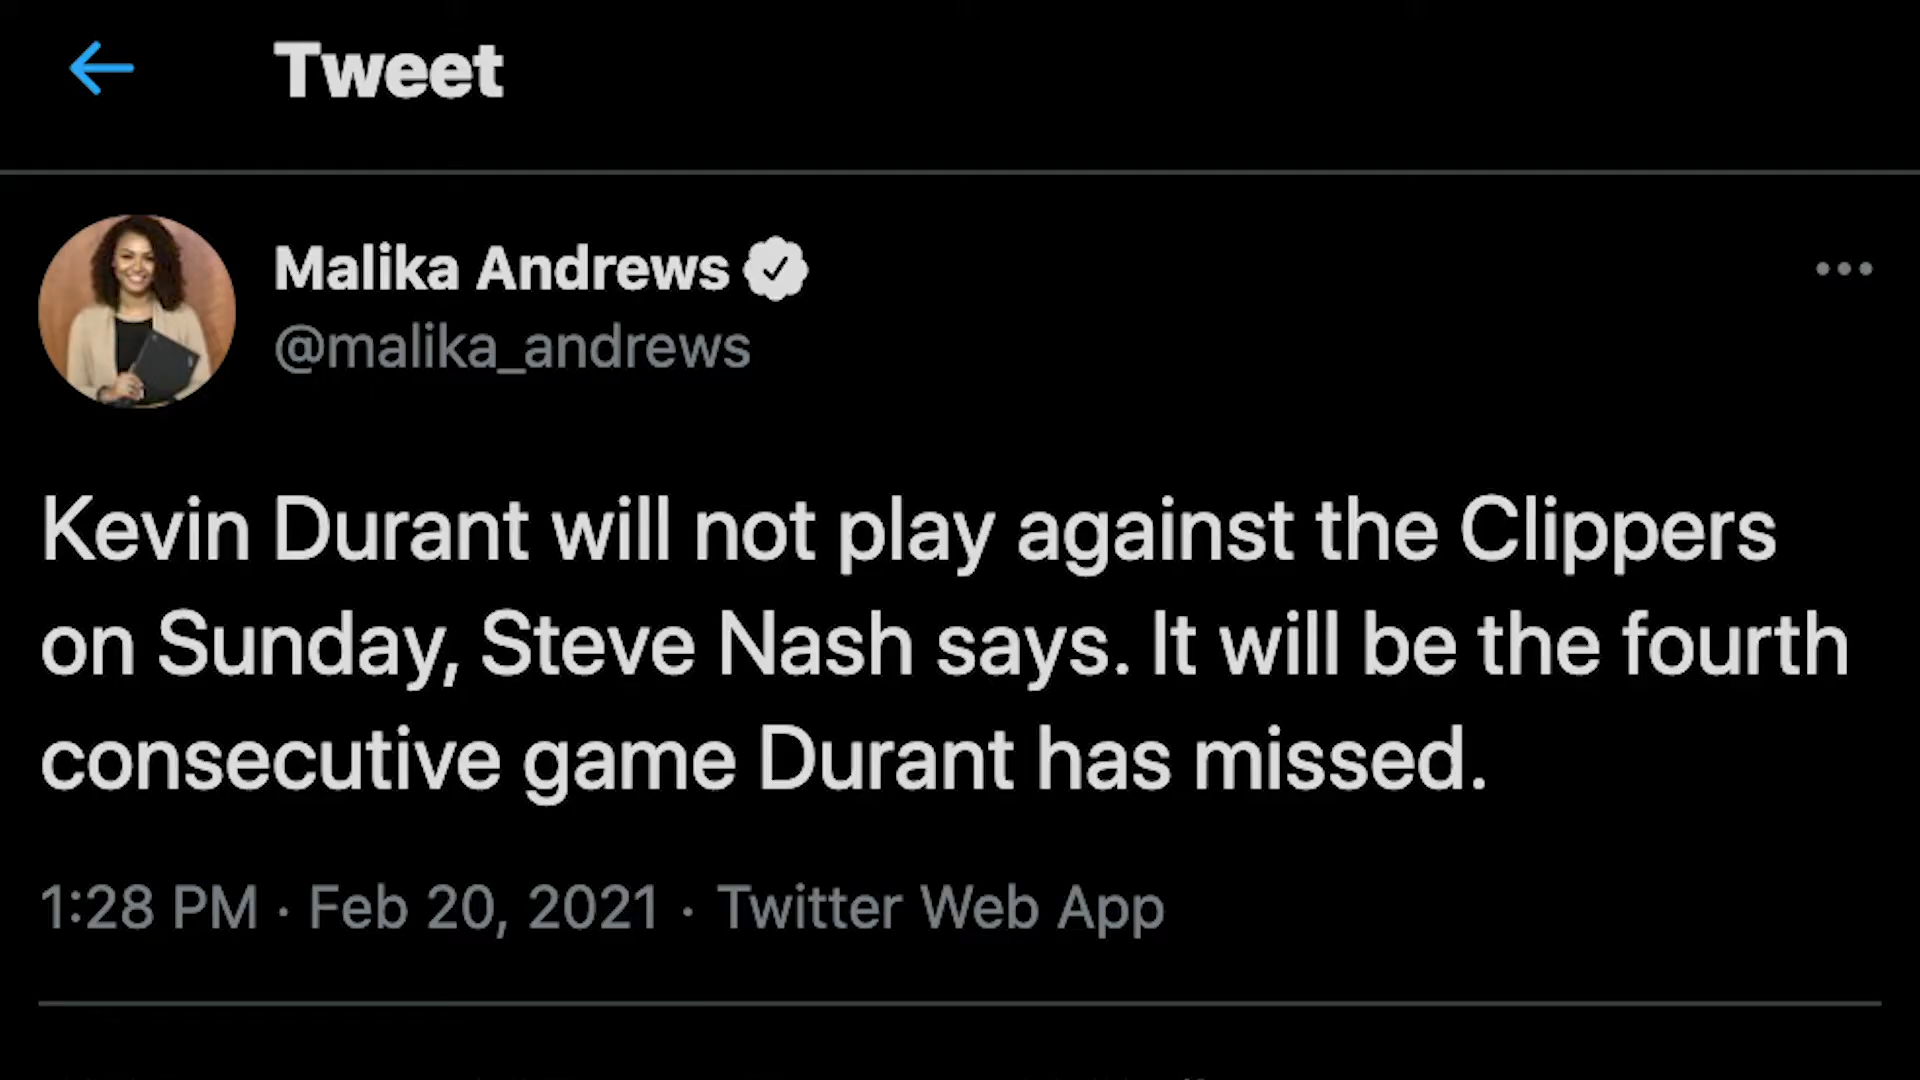 Tweet
Malika Andrews
@malika_andrews
Kevin Durant will not play against the Clippers
on Sunday, Steve Nash says. It will be the fourth
consecutive game Durant has missed.
1:28 PM · Feb 20, 2021 · Twitter Web App